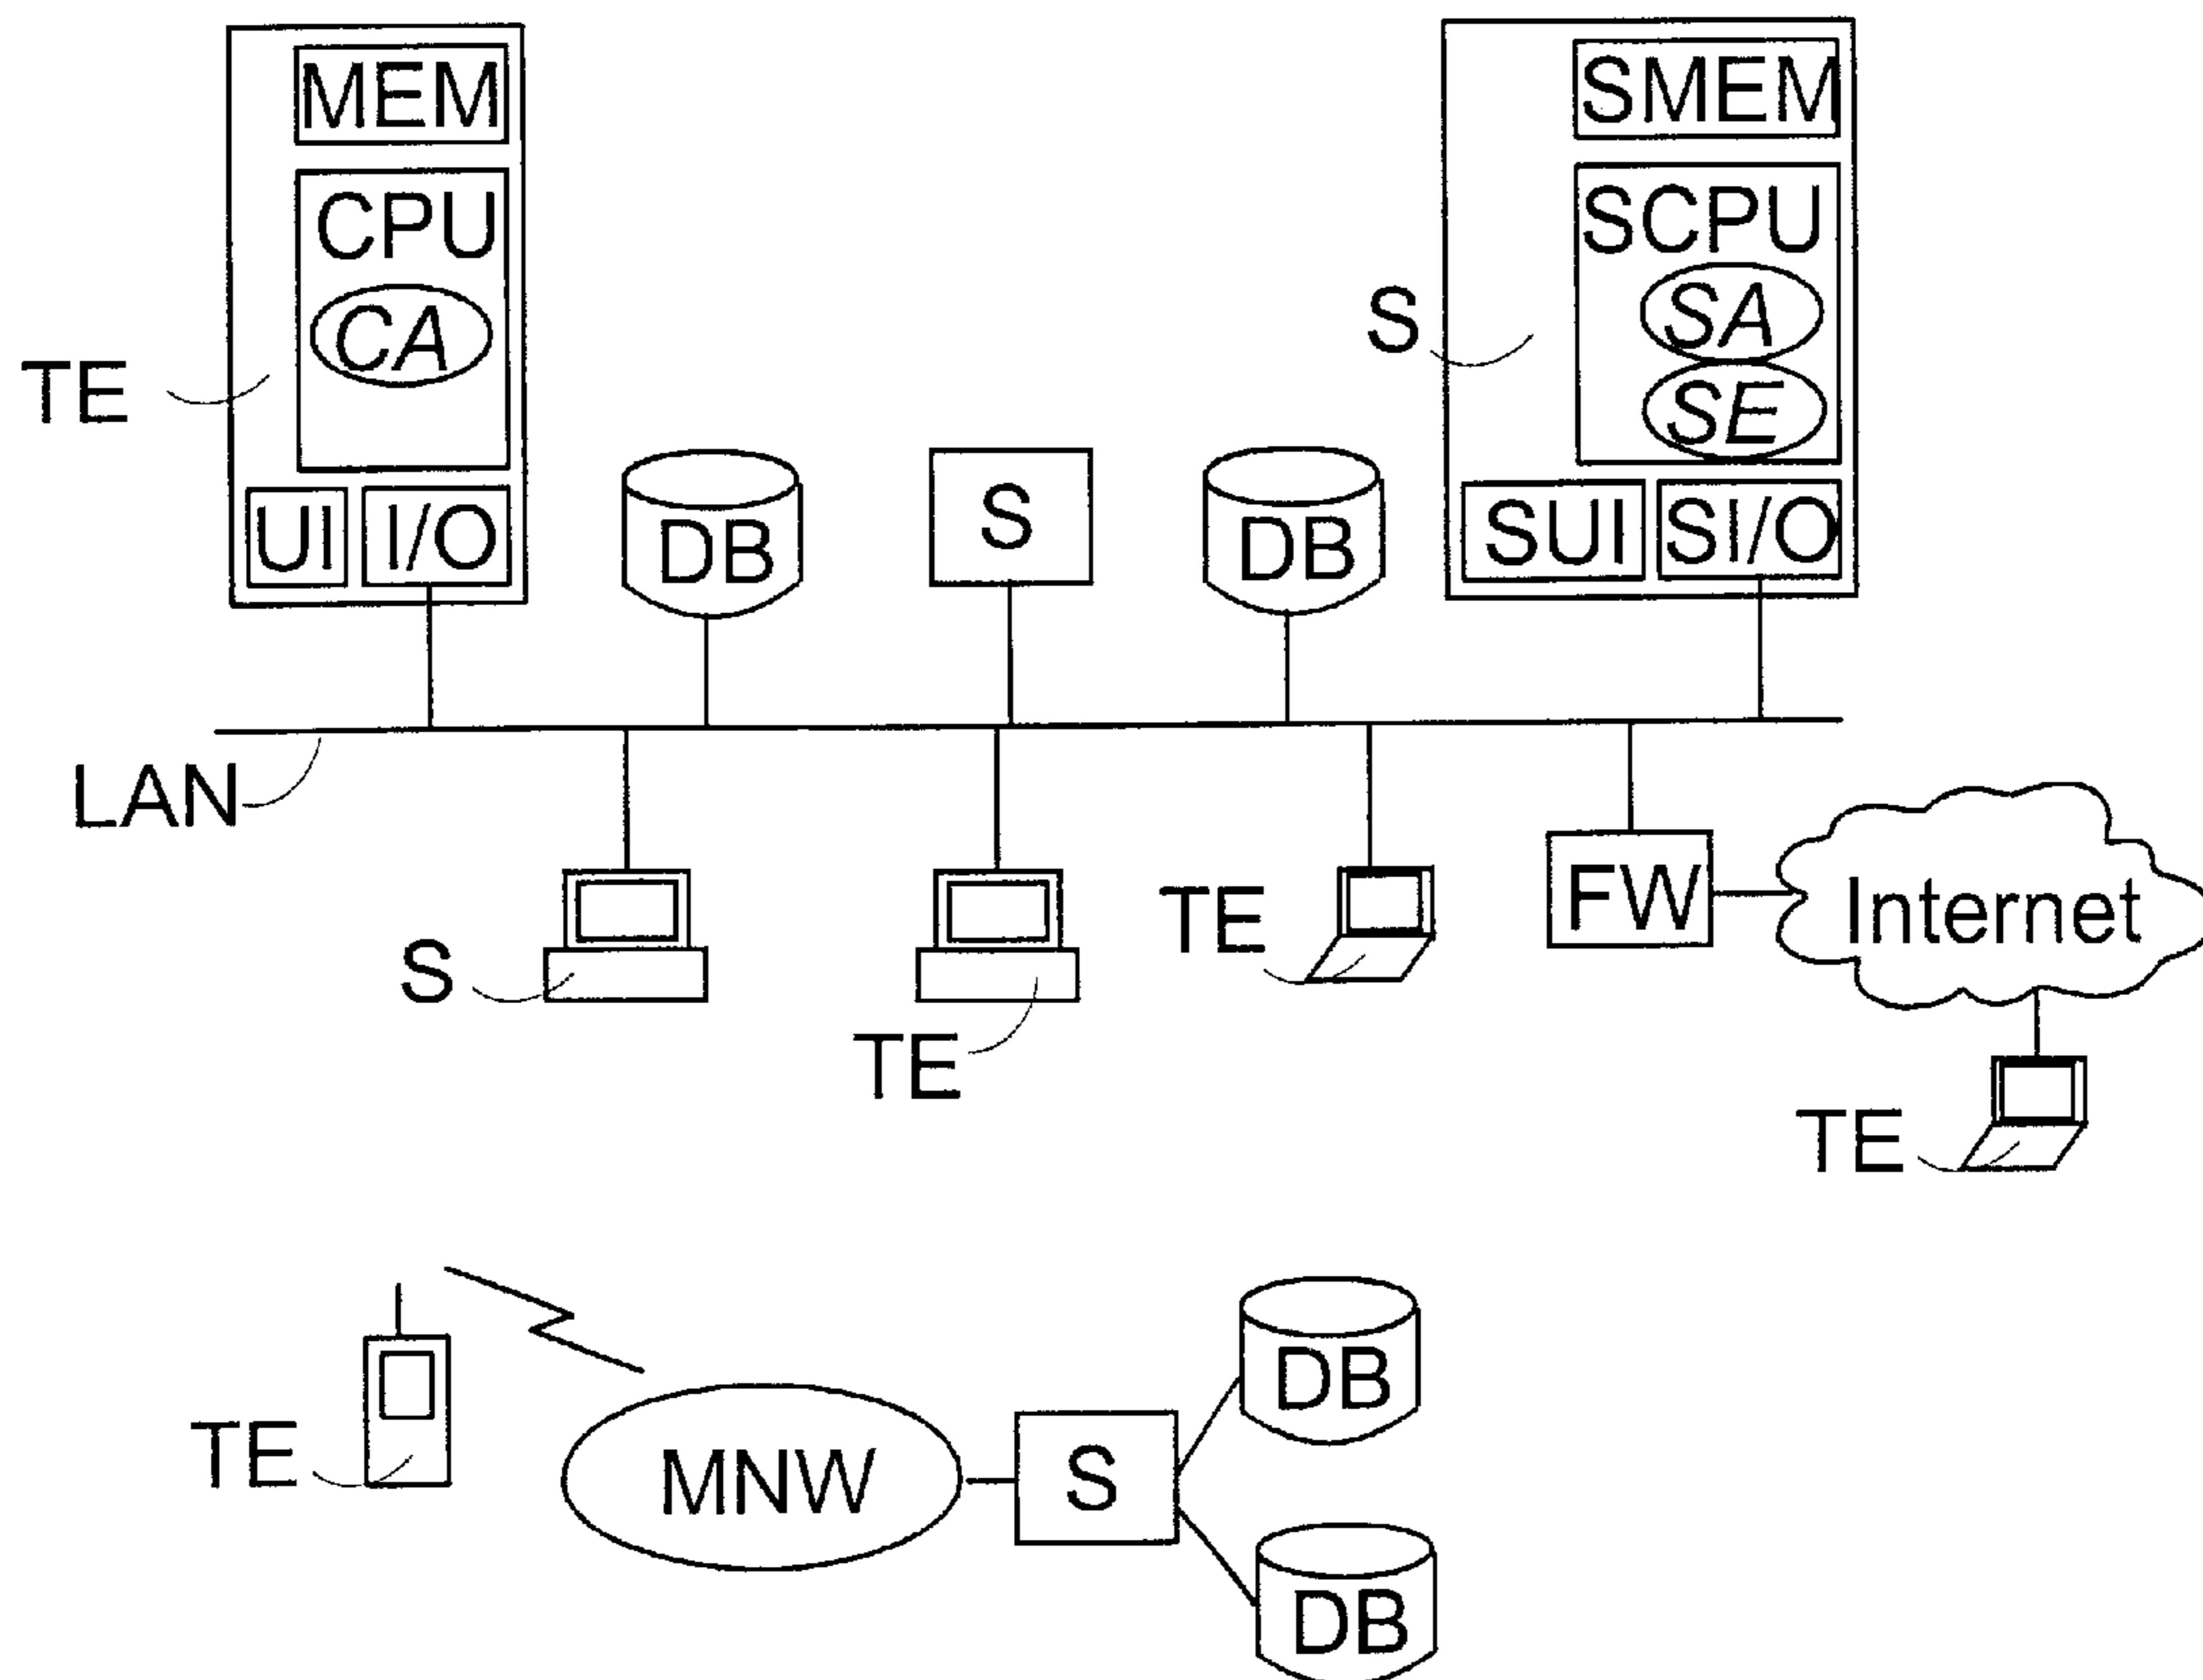 MEM
CPU
CA
UI
I/O
TE
SMEM
SCPU
SA
SE
SUI
SI/O
S
DB
S
DB
LAN
S
TE
TE
FW
Internet
TE
TE
MNW
S
DB
DB